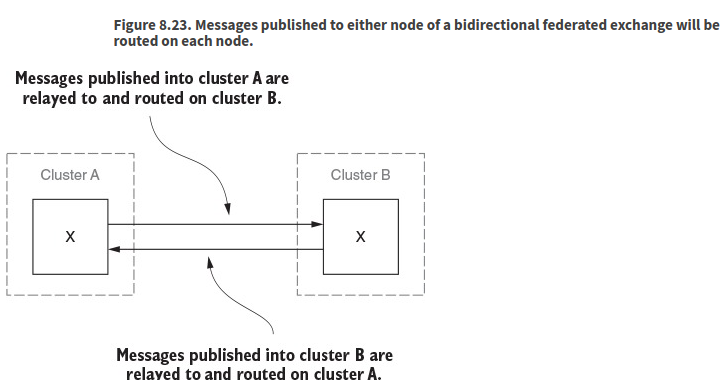 Figure 8.23. Messages published to either node of a bidirectional federated exchange will be
routed on each node.
Messages published into cluster A are
relayed to and routed on cluster B.
Cluster A
Cluster B
X
X
Messages published into cluster B are
relayed to and routed on cluster A.